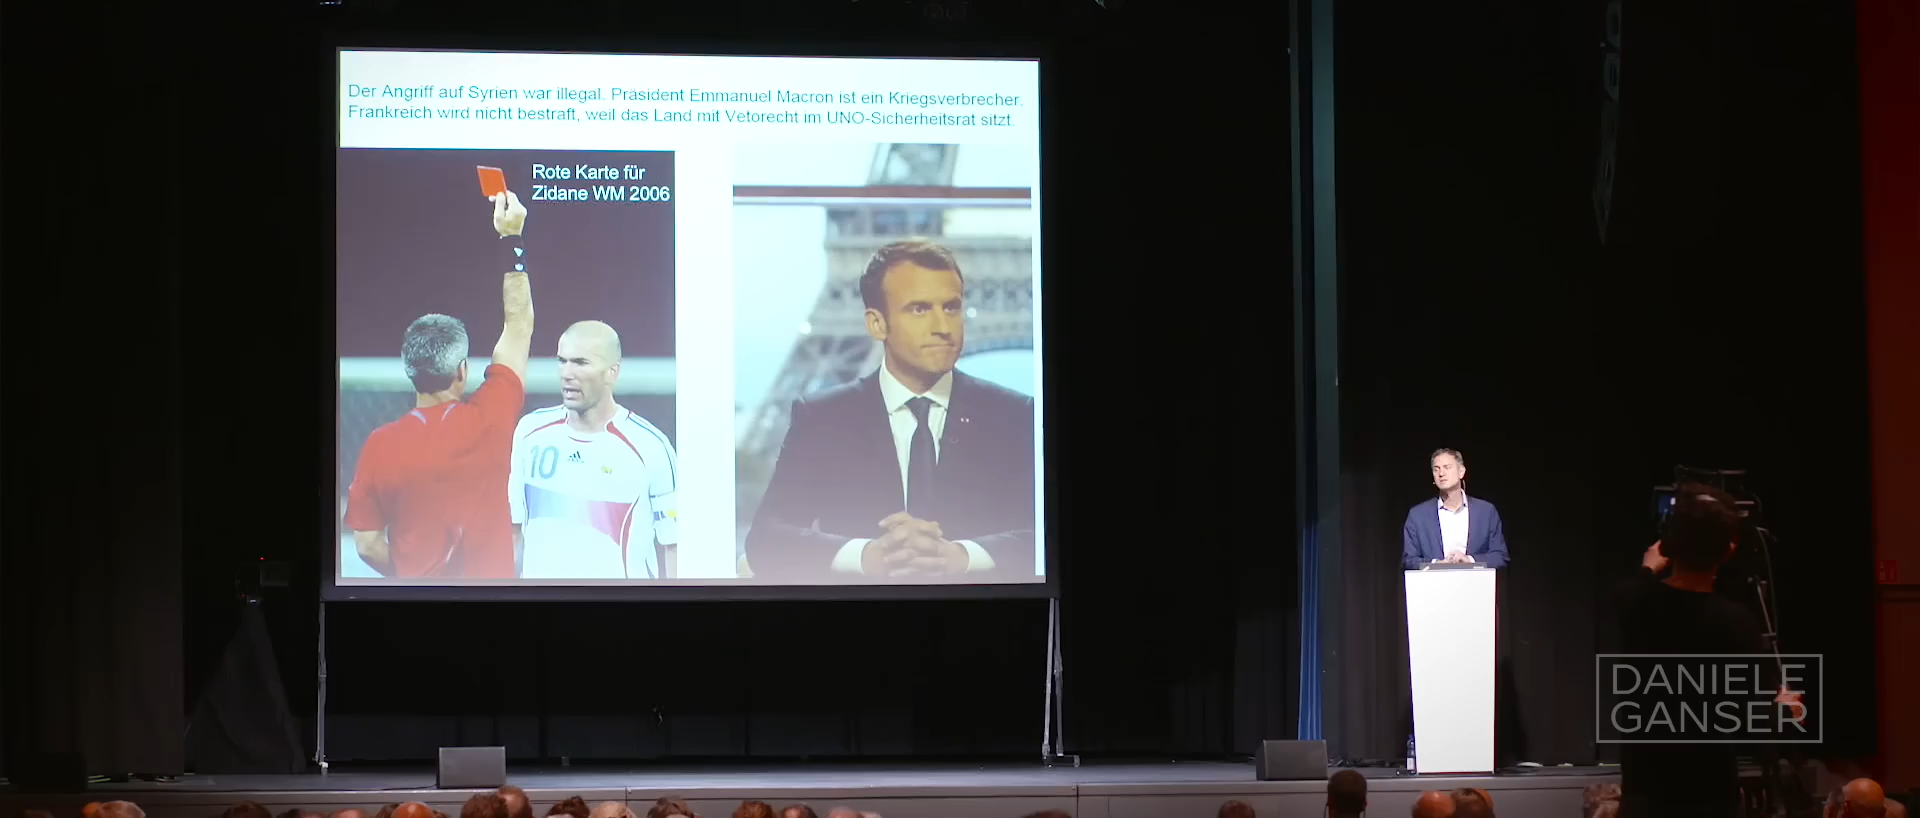 Der Angriff auf Syrien war illegal. Präsident Emmanuel Macron ist ein Kriegsverbrecher.
Frankreich wird nicht bestraft, weil das Land mit Vetorecht im UNO-Sicherheitsrat sitzt.
Rote Karte für
Zidane WM 2006
10
DANIELE
GANSER